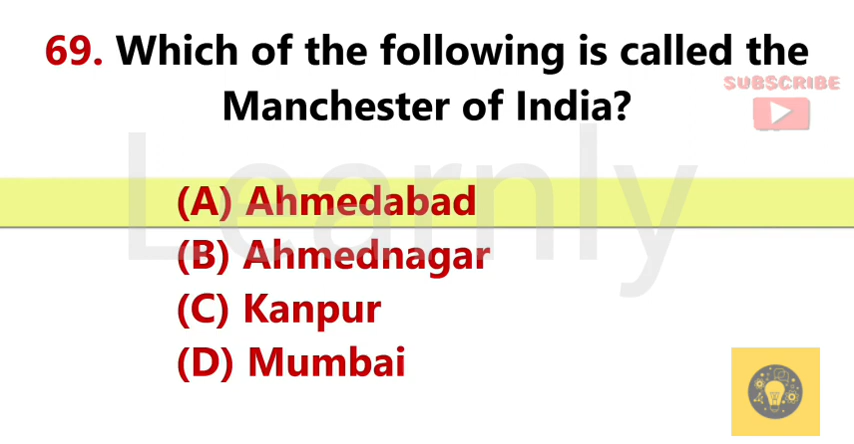 69. Which of the following is called the
SUBSCRIBE
Manchester of India?
Learnly
(A) Ahmedabad
(B) Ahmednagar
(C) Kanpur
(D) Mumbai